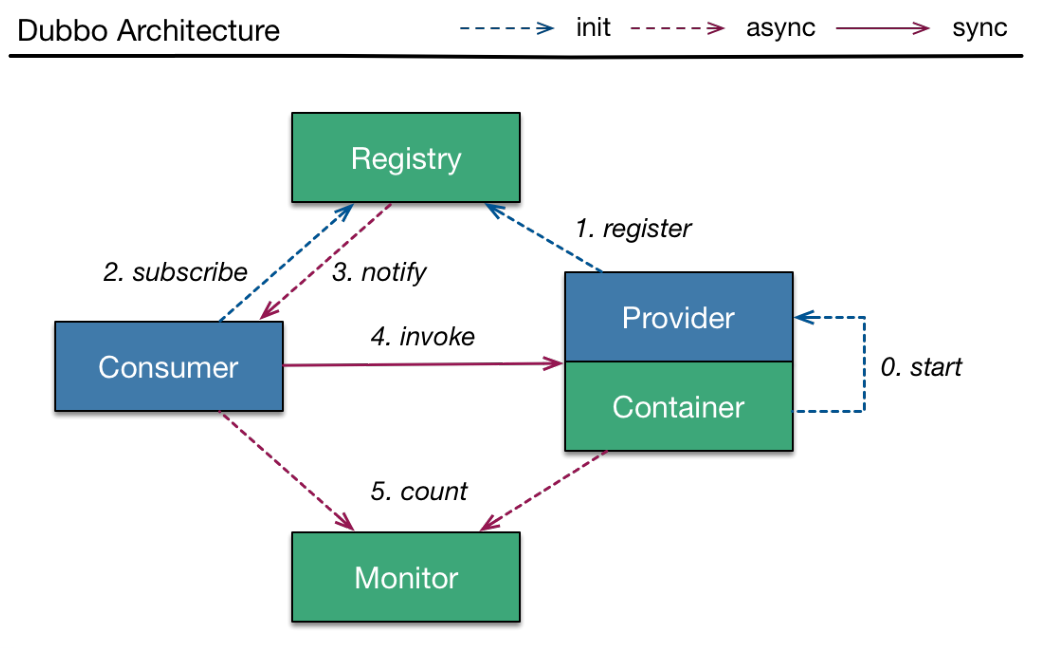 Dubbo Architecture
init
async
sync
Registry
1. register
2. subscribe
3. notify
Provider
4. invoke
Consumer
0. start
Container
5. count
Monitor